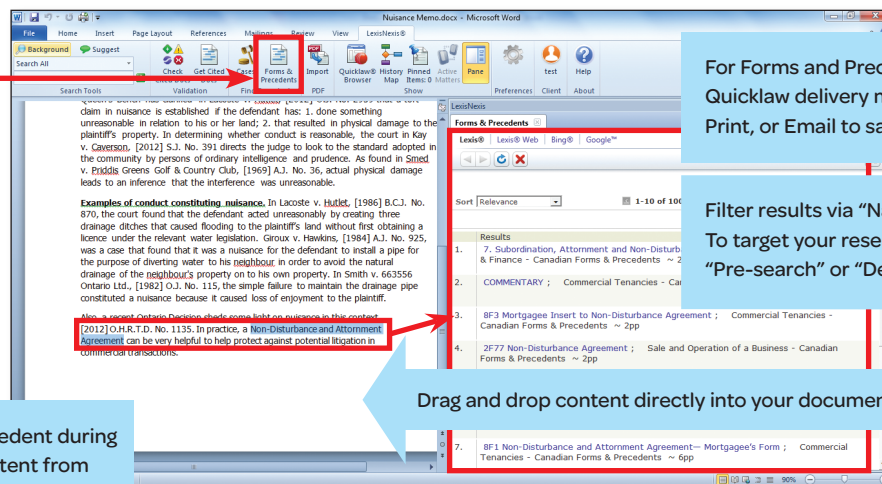 Nuisance Memo.docx - Microsoft Word
File Home Insert Page Layout References Mailings Review View LexisNexis®
Background Suggest
Search All
Check Get Cited Cases Forms & Precedents Import Quicklaw® Browser History Map Pinned Items: 0 Active Matters Pane test Help
Search Tools Validation PDF Show Preferences Client About
claim in nuisance is established if the defendant has: 1. done something
unreasonable in relation to his or her land; 2. that resulted in physical damage to the
plaintiff's property. In determining whether conduct is reasonable, the court in Kay
v. Caverson, [2012] S.J. No. 391 directs the judge to look to the standard adopted in
the community by persons of ordinary intelligence and prudence. As found in Smed
v. Priddis Greens Golf & Country Club, [1969] A.J. No. 36, actual physical damage
leads to an inference that the interference was unreasonable.
Examples of conduct constituting nuisance. In Lacoste v. Hutlet, [1986] B.C.J. No.
870, the court found that the defendant acted unreasonably by creating three
drainage ditches that caused flooding to the plaintiff's land without first obtaining a
licence under the relevant water legislation. Giroux v. Hawkins, [1984] A.J. No. 925,
was a case that found that it was a nuisance for the defendant to install a pipe for
the purpose of diverting water to his neighbour in order to avoid the natural
drainage of the neighbour's property on to his own property. In Smith v. 663556
Ontario Ltd., [1982] O.J. No. 115, the simple failure to maintain the drainage pipe
constituted a nuisance because it caused loss of enjoyment to the plaintiff.
Also, a recent Ontario Decision sheds some light on nuisance in this context
[2012] O.H.R.T.D. No. 1135. In practice, a Non-Disturbance and Attornment
Agreement can be very helpful to help protect against potential litigation in
commercial transactions.
LexisNexis
Forms & Precedents
Lexis® Lexis® Web Bing® Google™
Sort Relevance 1-10 of 100
Results
1. 7. Subordination, Attornment and Non-Disturb
& Finance - Canadian Forms & Precedents ~ 2
2. COMMENTARY ; Commercial Tenancies - Ca
3. 8F3 Mortgagee Insert to Non-Disturbance Agreement ; Commercial Tenancies -
Canadian Forms & Precedents ~ 2pp
4. 2F77 Non-Disturbance Agreement ; Sale and Operation of a Business - Canadian
Forms & Precedents ~ 2pp
7. 8F1 Non-Disturbance and Attornment Agreement— Mortgagee's Form ; Commercial
Tenancies - Canadian Forms & Precedents ~ 6pp
90%
For Forms and Prec
Quicklaw delivery
Print, or Email to sa
Filter results via "Na
To target your rese
"Pre-search" or "De
Drag and drop content directly into your documen
edent during
tent from